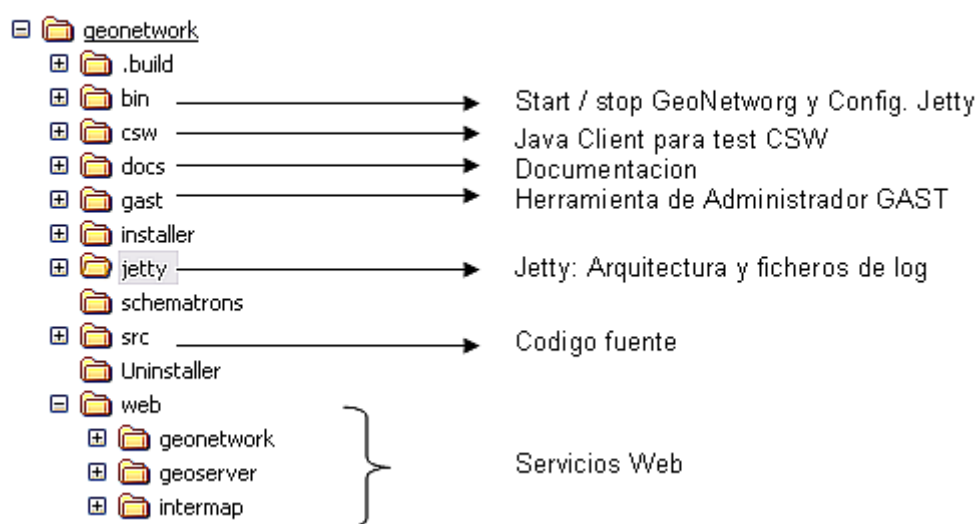 geonetwork
.build
bin Start / stop GeoNetworg y Config. Jetty
csw Java Client para test CSW
docs Documentacion
gast Herramienta de Administrador GAST
installer
jetty Jetty: Arquitectura y ficheros de log
schematrons
src Codigo fuente
Uninstaller
web
geonetwork
geoserver Servicios Web
intermap